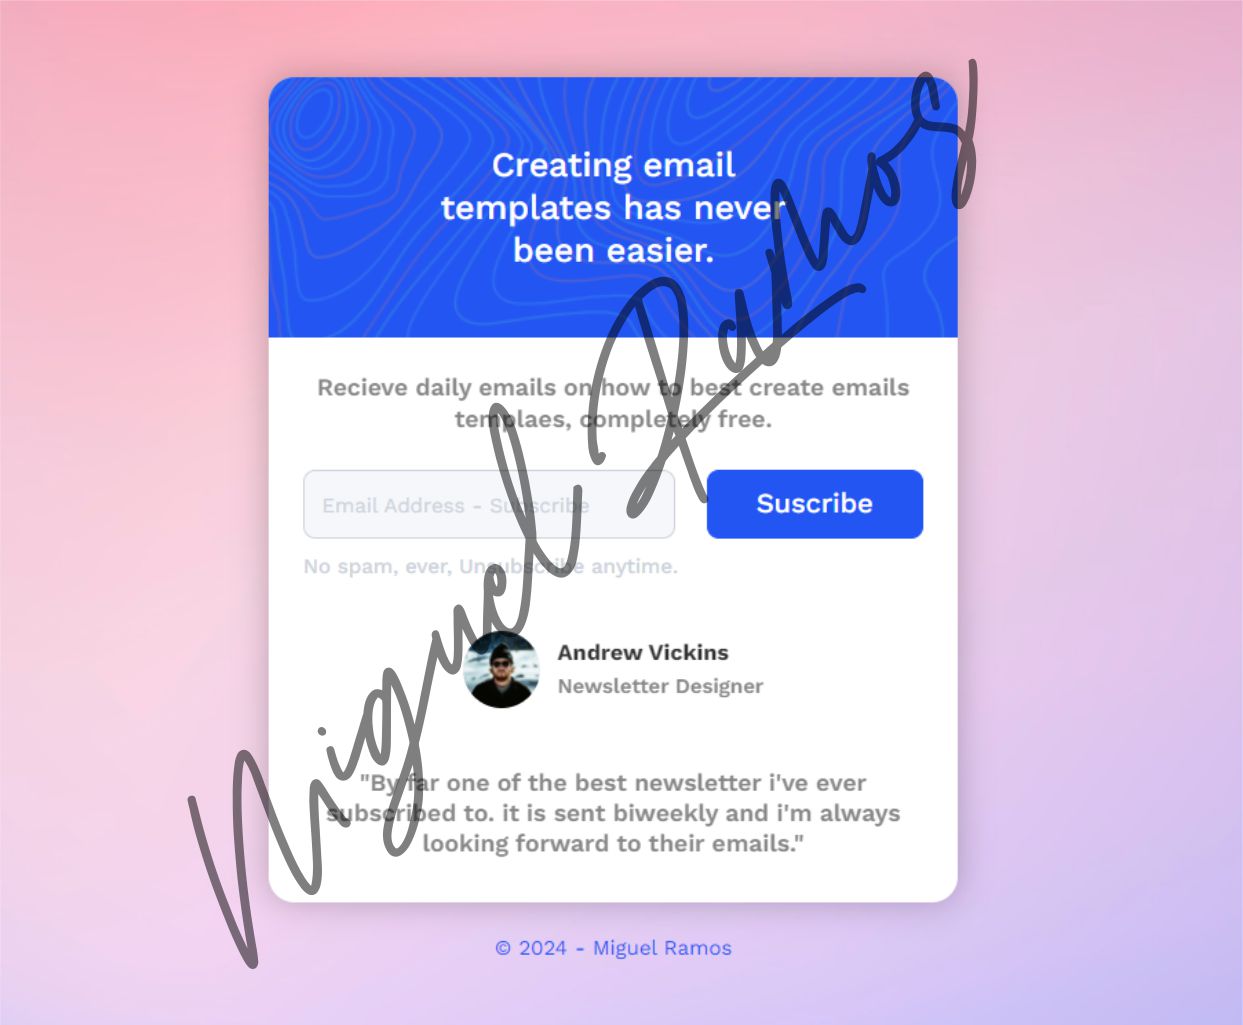 Creating email
templates has never
been easier.
Recieve daily emails on how to best create emails
templaes, completely free.
Email Address - Subscribe
Suscribe
No spam, ever, Unsubscribe anytime.
Andrew Vickins
Newsletter Designer
"By far one of the best newsletter i've ever
subscribed to. it is sent biweekly and i'm always
looking forward to their emails."
© 2024 - Miguel Ramos
Miguel Ramos